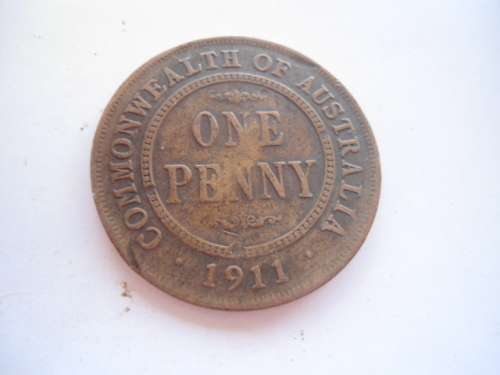 COMMONWEALTH OF AUSTRALIA
ONE
PENNY
1911